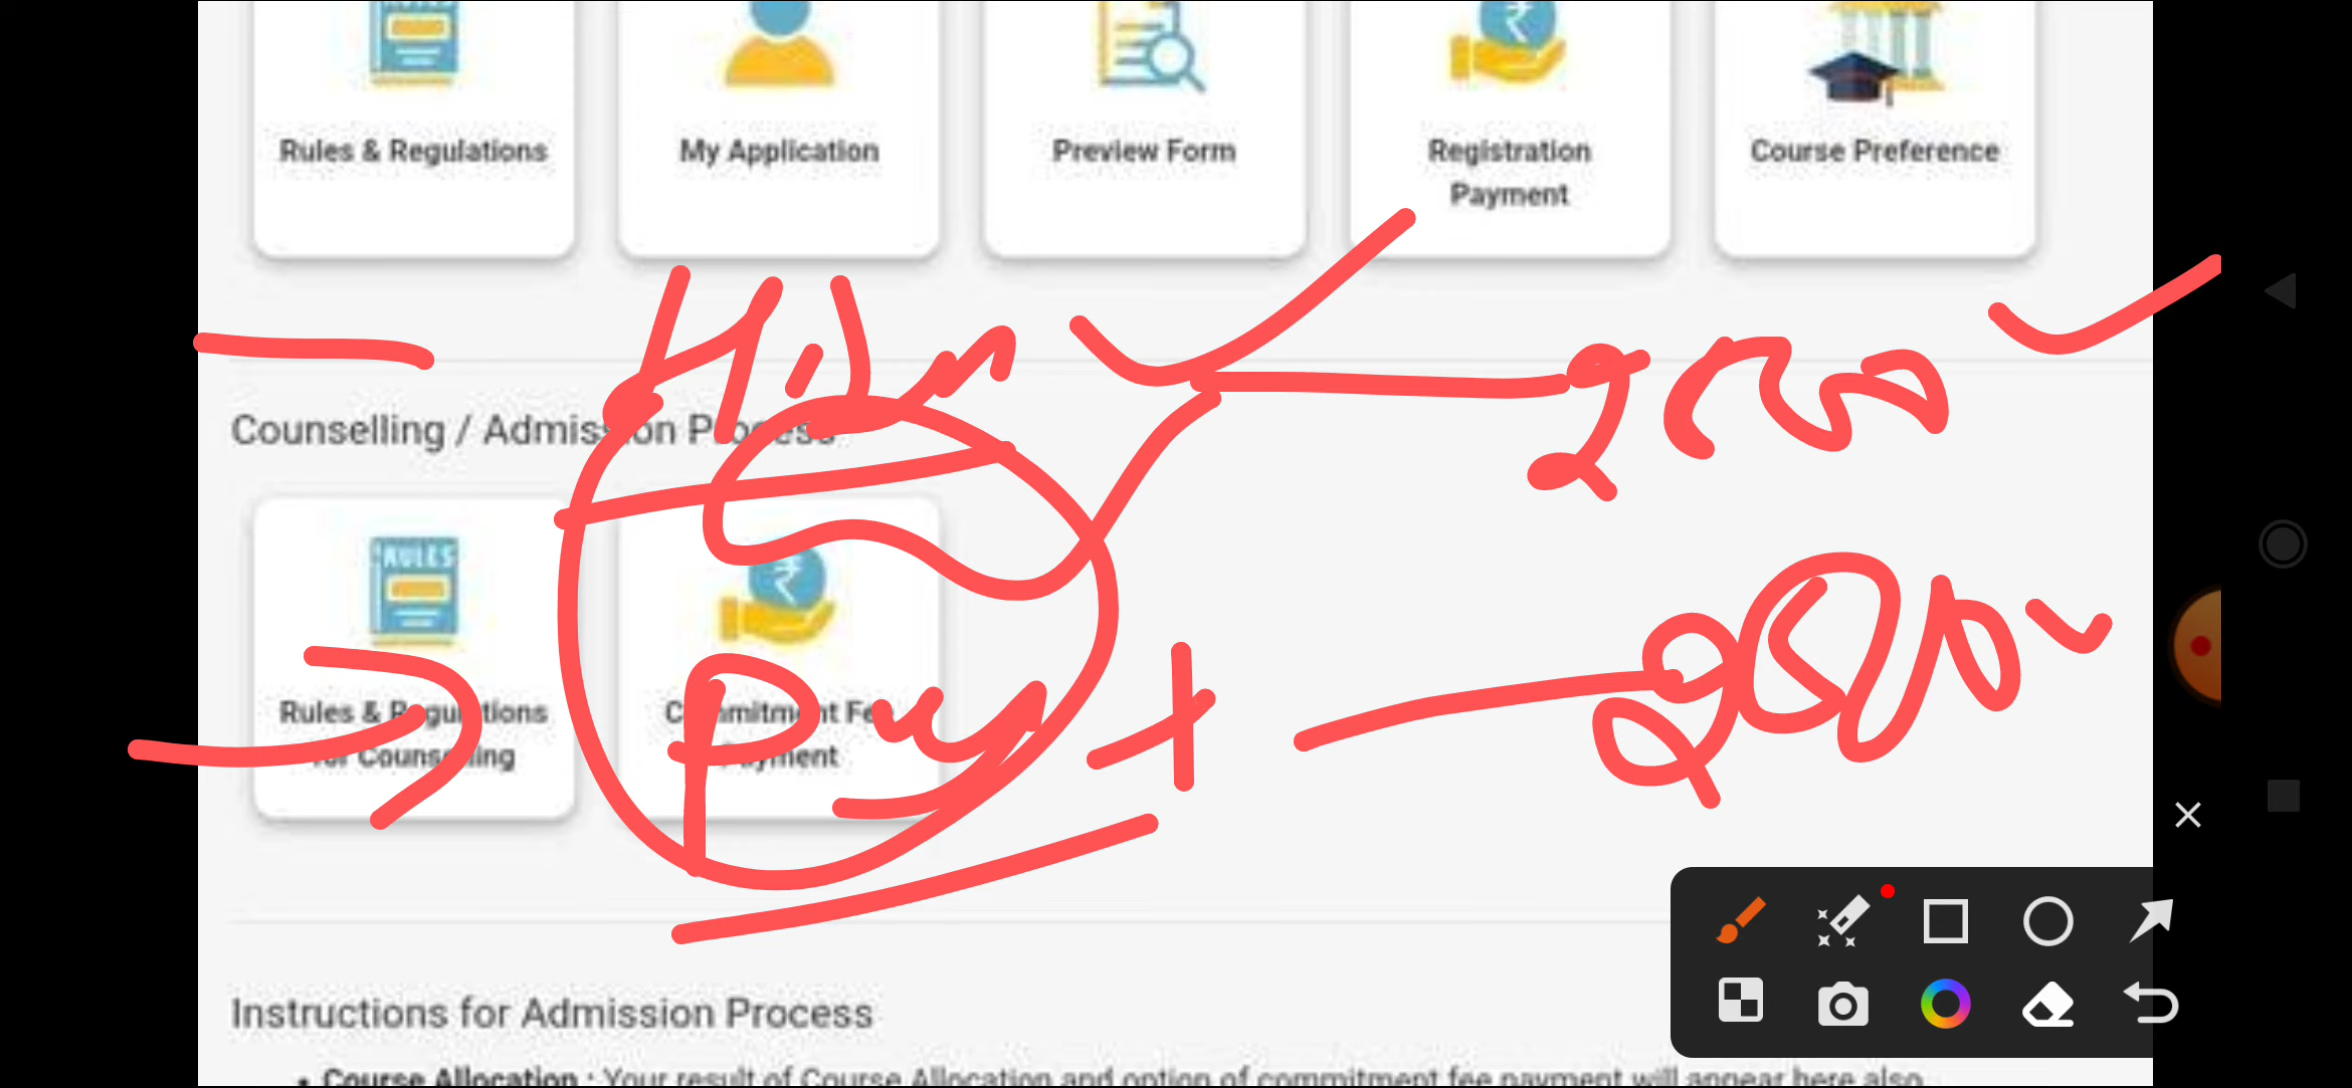 Rules & Regulations
My Application
Preview Form
Registration
Payment
Course Preference
Counselling / Admission Process
RULES
Rules & Regulations
for Counselling
Commitment Fee
Payment
Instructions for Admission Process
• Course Allocation : Your result of Course Allocation and option of commitment fee payment will appear here also